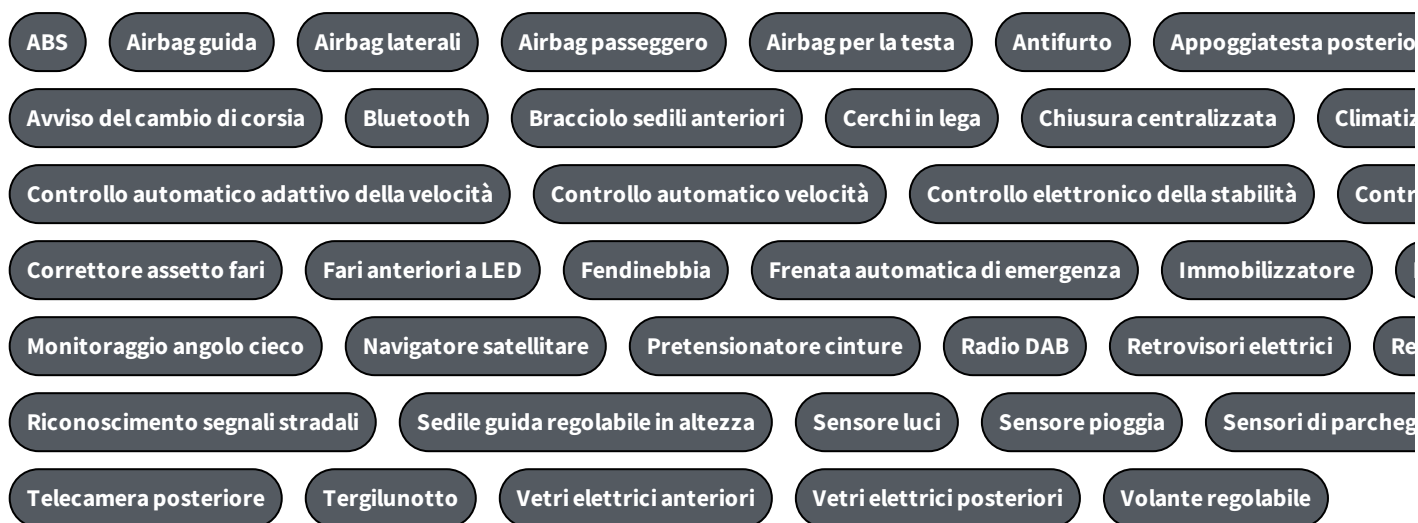 ABS Airbag guida Airbag laterali Airbag passeggero Airbag per la testa Antifurto Appoggiatesta
Avviso del cambio di corsia Bluetooth Bracciolo sedili anteriori Cerchi in lega Chiusura centralizzata
Controllo automatico adattivo della velocità Controllo automatico velocità Controllo elettronico della stabilità
Correttore assetto fari Fari anteriori a LED Fendinebbia Frenata automatica di emergenza Immobilizzatore
Monitoraggio angolo cieco Navigatore satellitare Pretensionatore cinture Radio DAB Retrovisori elettrici
Riconoscimento segnali stradali Sedile guida regolabile in altezza Sensore luci Sensore pioggia Sensori di
Telecamera posteriore Tergilunotto Vetri elettrici anteriori Vetri elettrici posteriori Volante regolabile